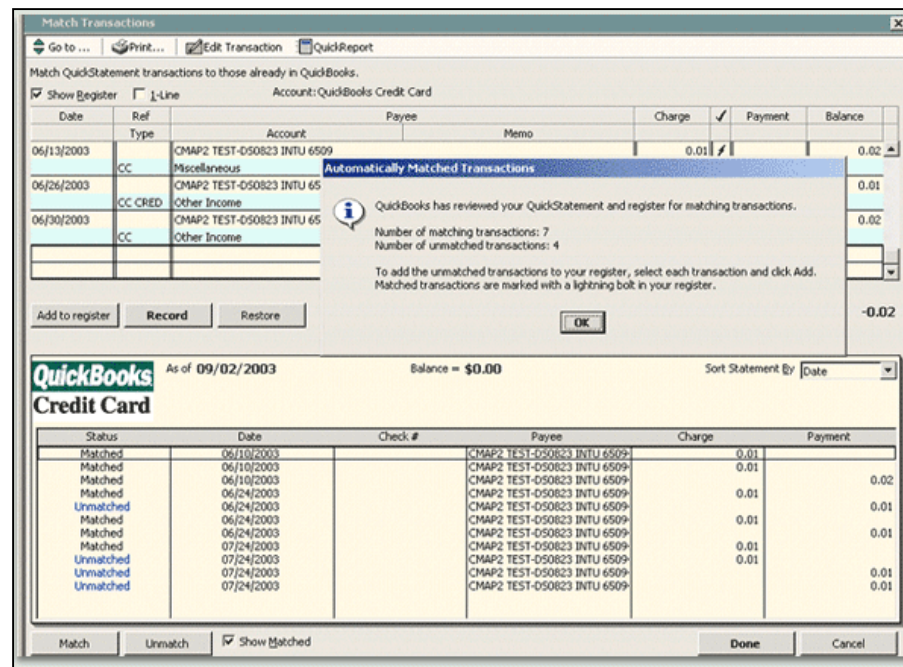 Match Transactions
Go to ... Print... Edit Transaction QuickReport
Match QuickStatement transactions to those already in QuickBooks.
Show Register 1-Line Account: QuickBooks Credit Card
Date Ref Payee Charge ✓ Payment Balance
Type Account Memo
06/13/2003 CMAP2 TEST-DS0823 INTU 6509 0.01 0.02
CC Miscellaneous
06/26/2003 CMAP2 TEST-DS0823 INTU 65 0.01
CC CRED Other Income
06/30/2003 CMAP2 TEST-DS0823 INTU 65 0.02
CC Other Income
Automatically Matched Transactions
QuickBooks has reviewed your QuickStatement and register for matching transactions.
Number of matching transactions: 7
Number of unmatched transactions: 4
To add the unmatched transactions to your register, select each transaction and click Add.
Matched transactions are marked with a lightning bolt in your register.
OK
Add to register Record Restore -0.02
QuickBooks As of 09/02/2003 Balance = $0.00 Sort Statement By Date
Credit Card
Status Date Check # Payee Charge Payment
Matched 06/10/2003 CMAP2 TEST-DS0823 INTU 6509- 0.01
Matched 06/10/2003 CMAP2 TEST-DS0823 INTU 6509- 0.01
Matched 06/10/2003 CMAP2 TEST-DS0823 INTU 6509- 0.02
Matched 06/24/2003 CMAP2 TEST-DS0823 INTU 6509- 0.01
Unmatched 06/24/2003 CMAP2 TEST-DS0823 INTU 6509- 0.01
Matched 06/24/2003 CMAP2 TEST-DS0823 INTU 6509- 0.01
Matched 06/24/2003 CMAP2 TEST-DS0823 INTU 6509- 0.01
Matched 07/24/2003 CMAP2 TEST-DS0823 INTU 6509- 0.01
Unmatched 07/24/2003 CMAP2 TEST-DS0823 INTU 6509- 0.01
Unmatched 07/24/2003 CMAP2 TEST-DS0823 INTU 6509- 0.01
Unmatched 07/24/2003 CMAP2 TEST-DS0823 INTU 6509- 0.01
Match Unmatch Show Matched Done Cancel